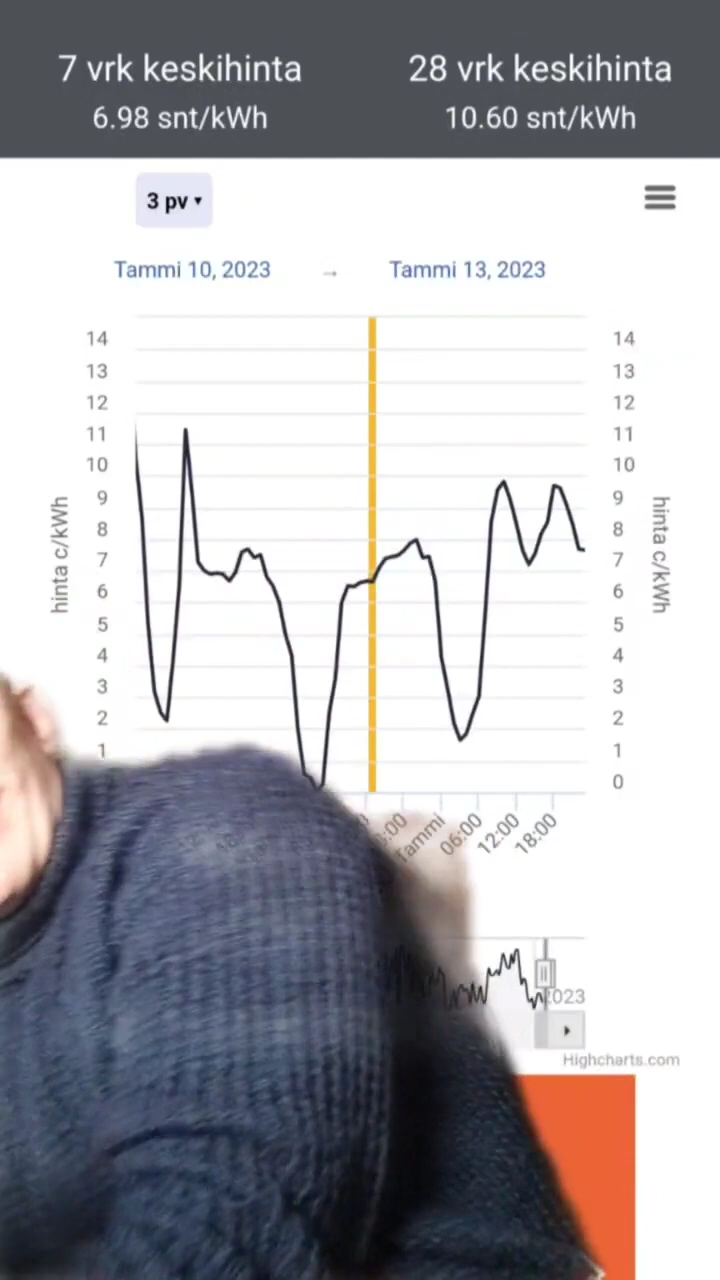 7 vrk keskihinta
6.98 snt/kWh
28 vrk keskihinta
10.60 snt/kWh
3 pv
Tammi 10, 2023 → Tammi 13, 2023
14 14
13 13
12 12
11 11
10 10
9 9
8 8
7 7
6 6
5 5
4 4
3 3
2 2
1 1
0
hinta c/kWh
hinta c/kWh
Tammi
06:00
12:00
18:00
2023
Highcharts.com